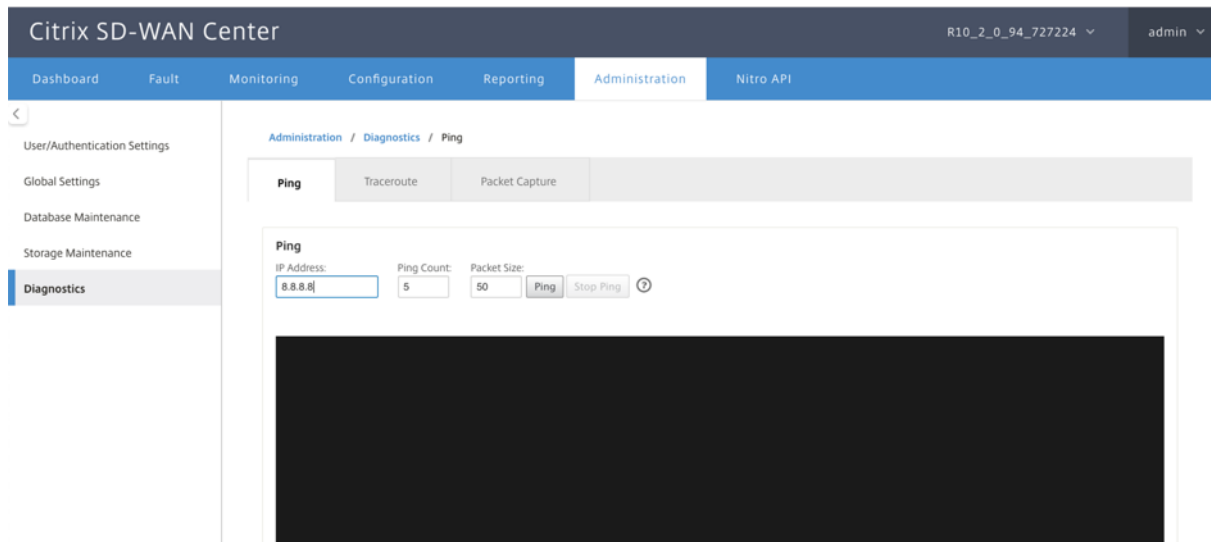 Citrix SD-WAN Center
R10_2_0_94_727224
admin
Dashboard Fault Monitoring Configuration Reporting Administration Nitro API
Administration / Diagnostics / Ping
User/Authentication Settings
Global Settings
Database Maintenance
Storage Maintenance
Diagnostics
Ping Traceroute Packet Capture
Ping
IP Address: Ping Count: Packet Size:
8.8.8.8 5 50 Ping Stop Ping ?